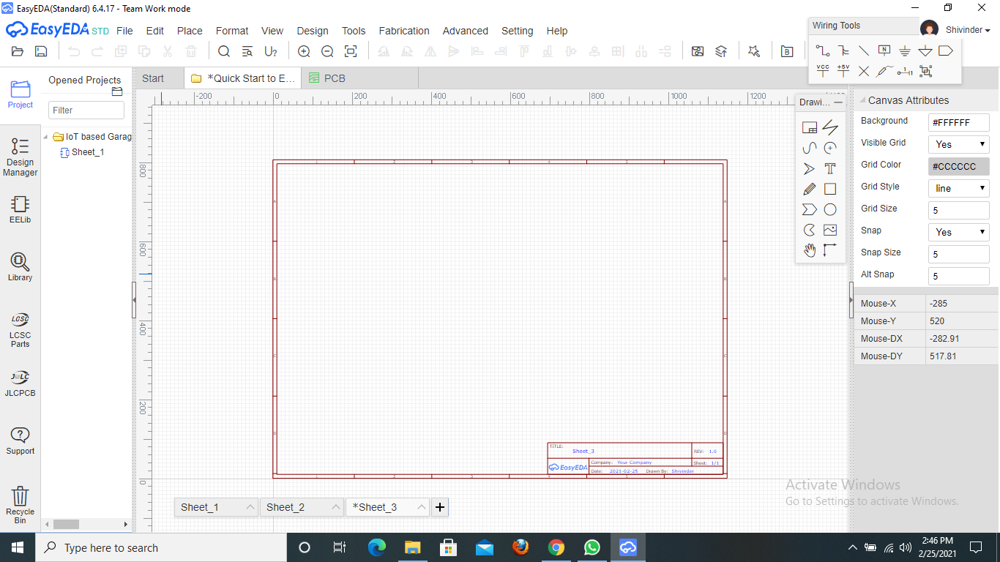 EasyEDA(Standard) 6.4.17 - Team Work mode
EasyEDA STD File Edit Place Format View Design Tools Fabrication Advanced Setting Help
Wiring Tools
Shivinder
Opened Projects
Start
*Quick Start to E...
PCB
Filter
IoT based Garag
Sheet_1
Project
Design
Manager
EELib
Library
LCSC
LCSC
Parts
JLCPCB
Support
Recycle
Bin
-200 0 200 400 600 800 1000 1200
800
600
400
200
0
Drawi...
VCC +5V
Canvas Attributes
Background #FFFFFF
Visible Grid Yes
Grid Color #CCCCCC
Grid Style line
Grid Size 5
Snap Yes
Snap Size 5
Alt Snap 5
Mouse-X -285
Mouse-Y 520
Mouse-DX -282.91
Mouse-DY 517.81
TITLE:
Sheet_3
REV: 1.0
EasyEDA
Company: Your Company
Sheet: 1/1
Date: 2021-02-25 Drawn By: Shivinder
Activate Windows
Go to Settings to activate Windows.
Sheet_1 Sheet_2 *Sheet_3 +
Type here to search
2:46 PM
2/25/2021